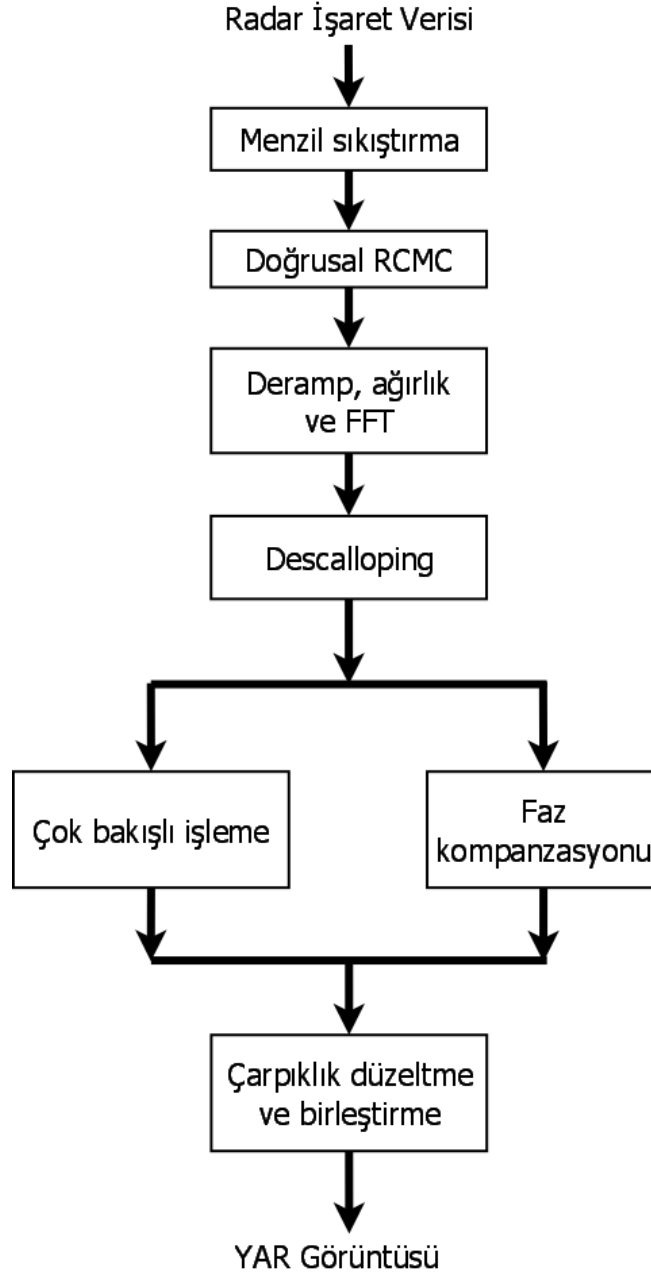 Radar İşaret Verisi
Menzil sıkıştırma
Doğrusal RCMC
Deramp, ağırlık
ve FFT
Descalloping
Çok bakışlı işleme
Faz
kompanzasyonu
Çarpıklık düzeltme
ve birleştirme
YAR Görüntüsü